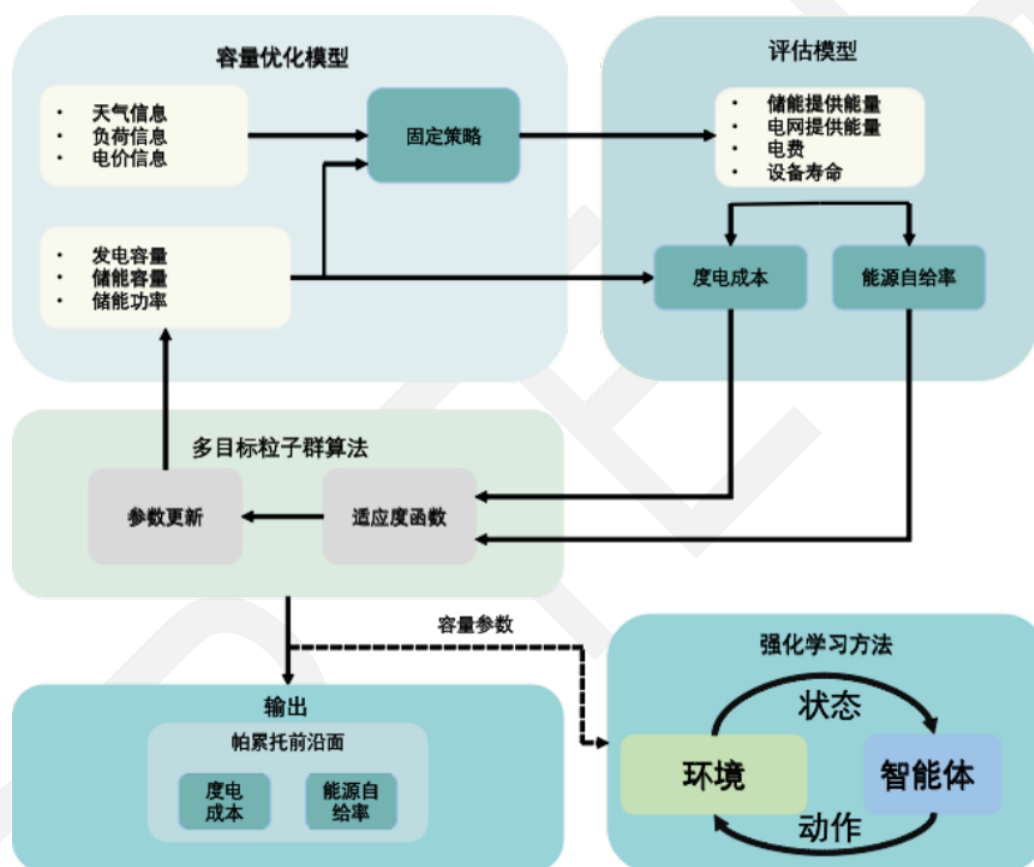 容量优化模型
• 天气信息
• 负荷信息
• 电价信息
固定策略
• 发电容量
• 储能容量
• 储能功率
评估模型
• 储能提供能量
• 电网提供能量
• 电费
• 设备寿命
度电成本
能源自给率
多目标粒子群算法
参数更新
适应度函数
容量参数
输出
帕累托前沿面
度电
成本
能源自
给率
强化学习方法
状态
环境
智能体
动作